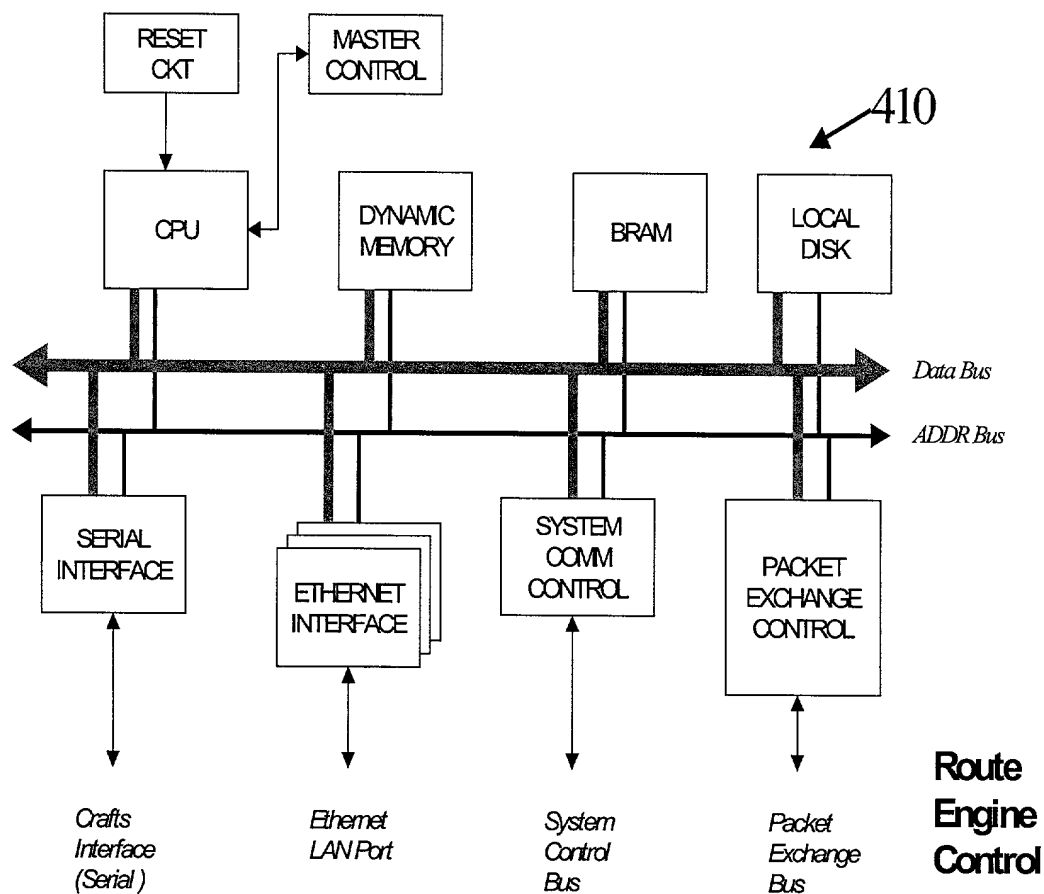 RESET
CKT
MASTER
CONTROL
410
CPU
DYNAMIC
MEMORY
BRAM
LOCAL
DISK
Data Bus
ADDR Bus
SERIAL
INTERFACE
ETHERNET
INTERFACE
SYSTEM
COMM
CONTROL
PACKET
EXCHANGE
CONTROL
Crafts
Interface
(Serial)
Ethernet
LAN Port
System
Control
Bus
Packet
Exchange
Bus
Route
Engine
Control